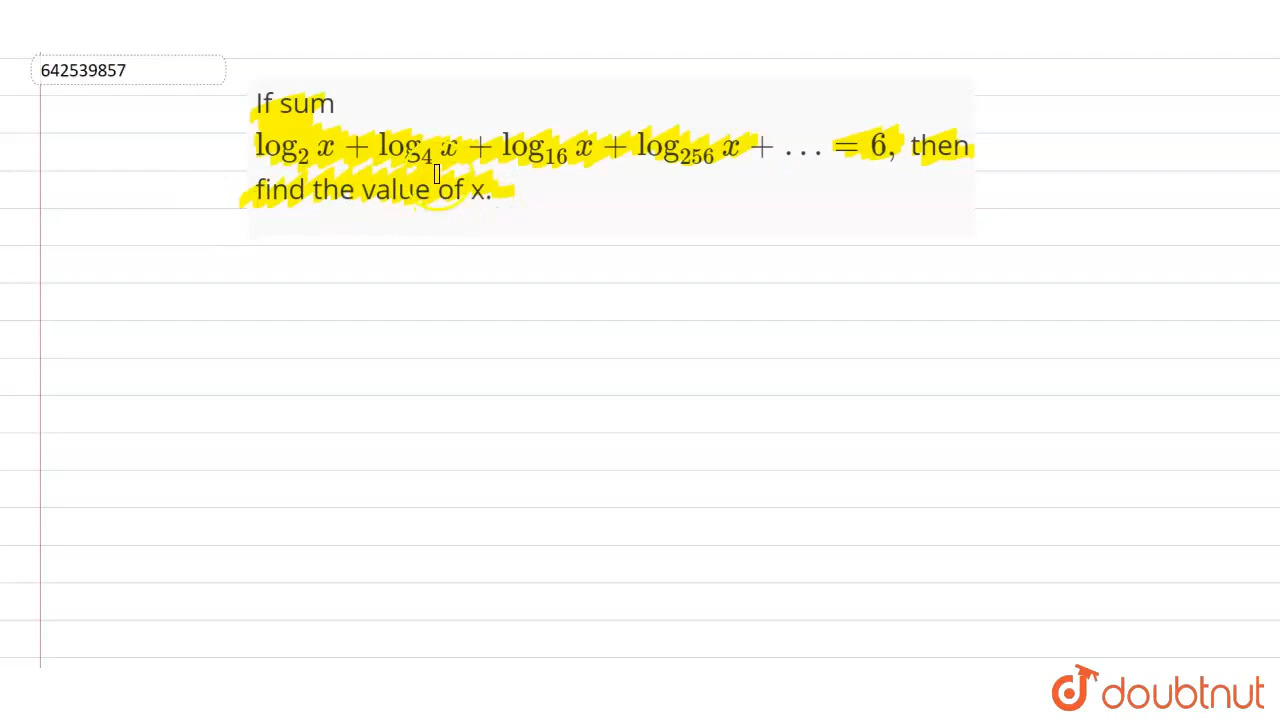 642539857
If sum
log₂ x + log₄ x + log₁₆ x + log₂₅₆ x + … = 6, then
find the value of x.
doubtnut